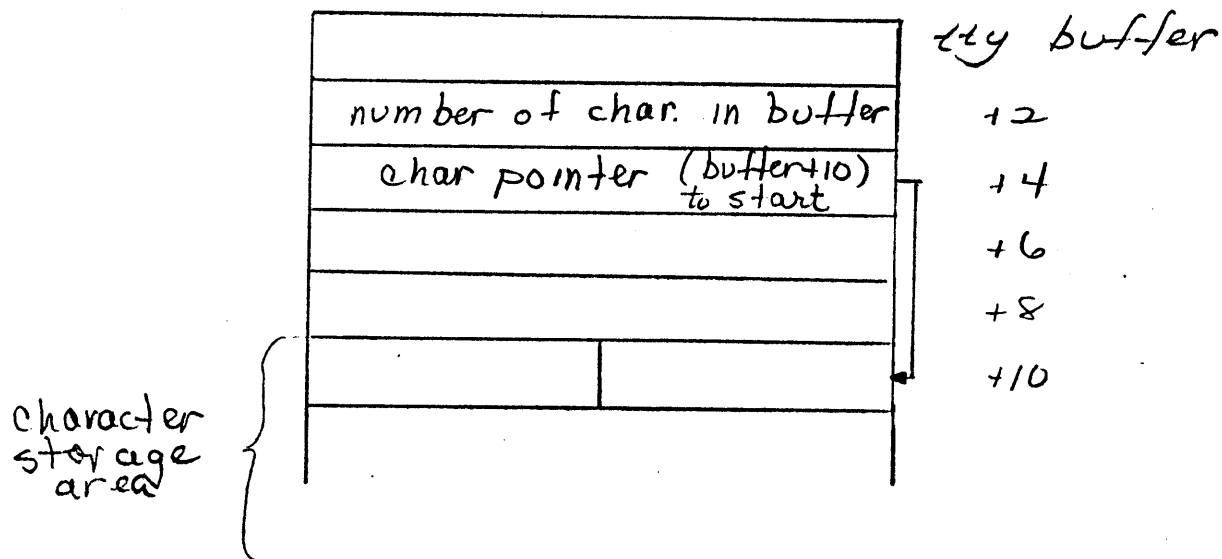 tty buffer
number of char. in buffer +2
char pointer (buffer+10) +4
to start
+6
+8
+10
character
storage
area